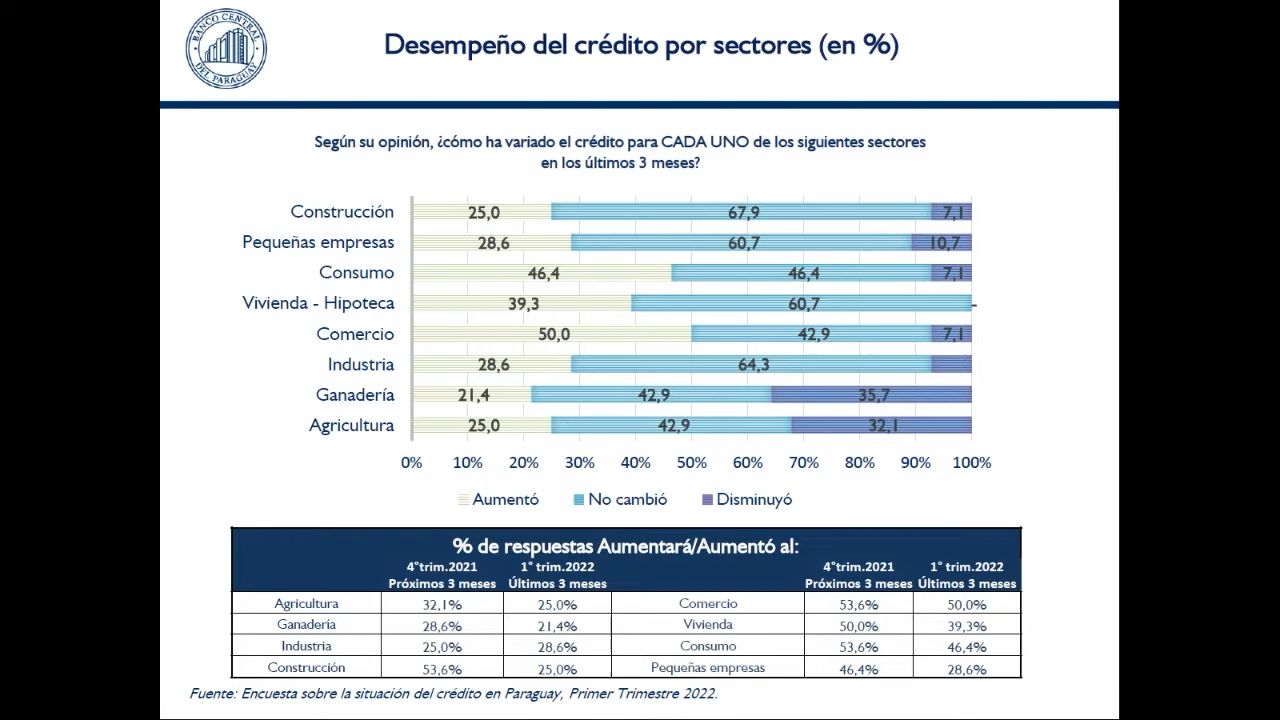 BANCO CENTRAL DEL PARAGUAY
Desempeño del crédito por sectores (en %)
Según su opinión, ¿cómo ha variado el crédito para CADA UNO de los siguientes sectores
en los últimos 3 meses?
Construcción 25,0 67,9 7,1
Pequeñas empresas 28,6 60,7 10,7
Consumo 46,4 46,4 7,1
Vivienda - Hipoteca 39,3 60,7 -
Comercio 50,0 42,9 7,1
Industria 28,6 64,3
Ganadería 21,4 42,9 35,7
Agricultura 25,0 42,9 32,1
0% 10% 20% 30% 40% 50% 60% 70% 80% 90% 100%
Aumentó No cambió Disminuyó
% de respuestas Aumentará/Aumentó al:
4°trim.2021 1° trim.2022 4°trim.2021 1° trim.2022
Próximos 3 meses Últimos 3 meses Próximos 3 meses Últimos 3 meses
Agricultura 32,1% 25,0% Comercio 53,6% 50,0%
Ganadería 28,6% 21,4% Vivienda 50,0% 39,3%
Industria 25,0% 28,6% Consumo 53,6% 46,4%
Construcción 53,6% 25,0% Pequeñas empresas 46,4% 28,6%
Fuente: Encuesta sobre la situación del crédito en Paraguay, Primer Trimestre 2022.